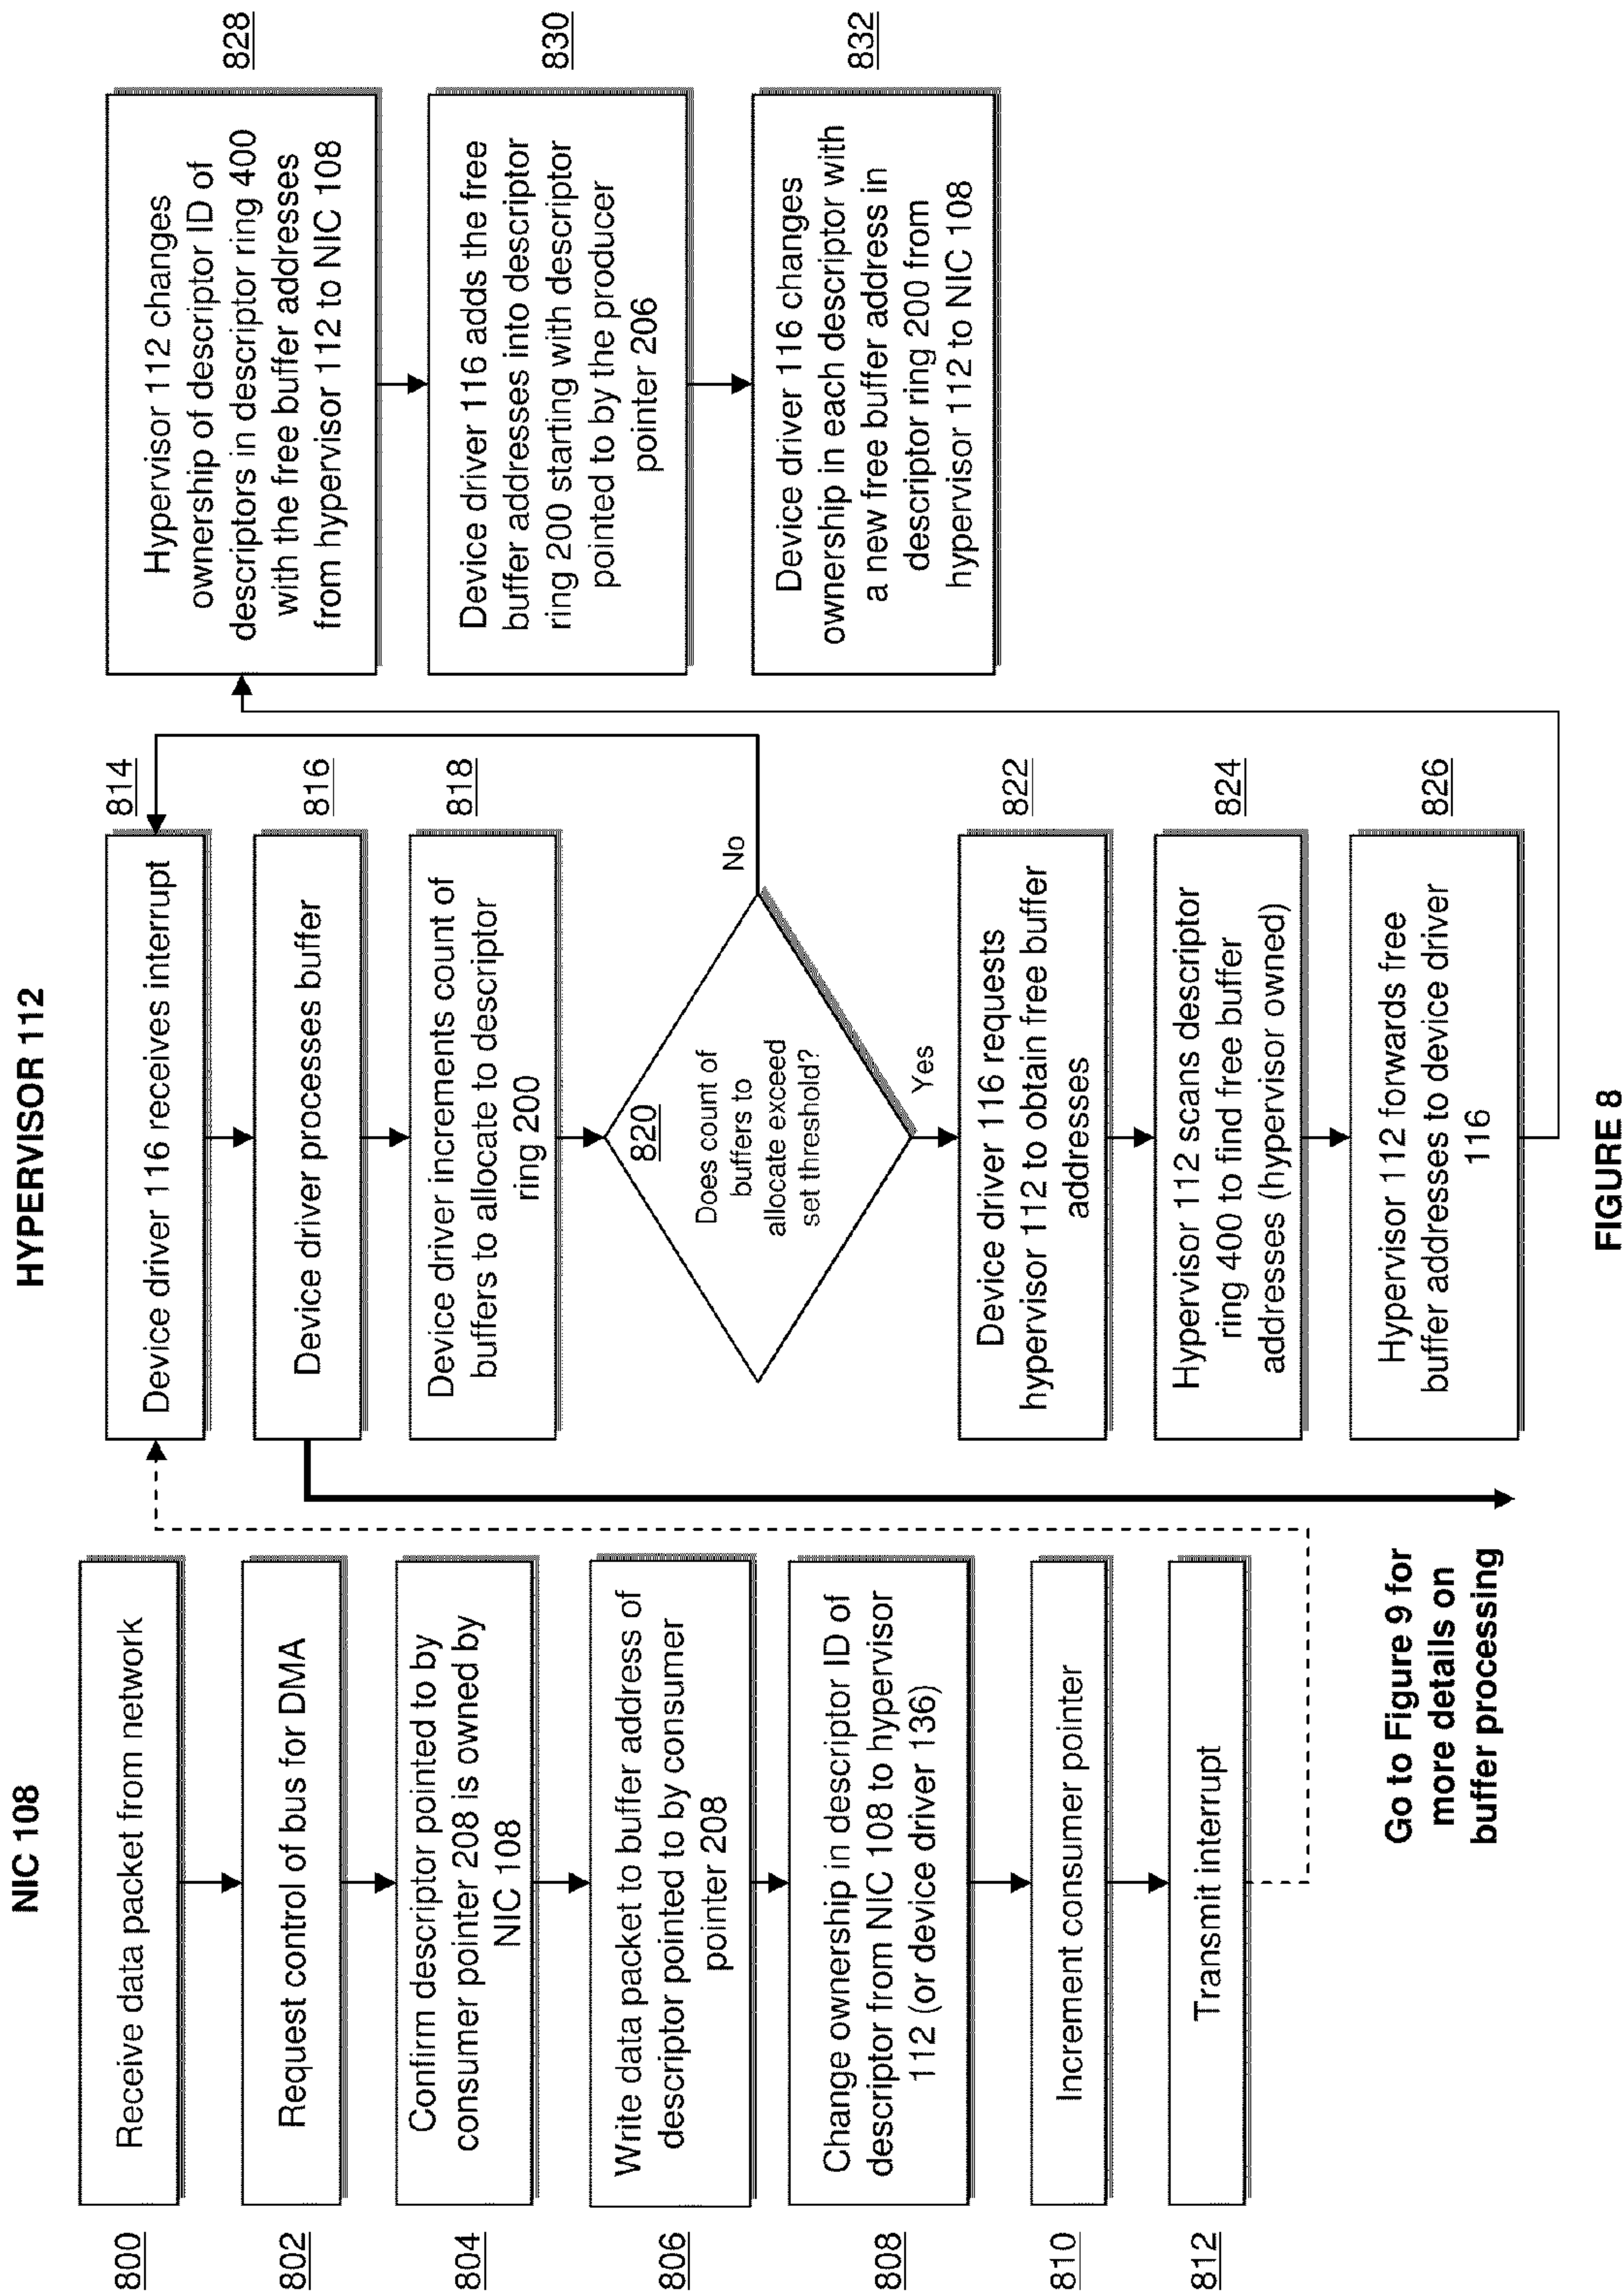 NIC 108
800
Receive data packet from network
802
Request control of bus for DMA
804
Confirm descriptor pointed to by
consumer pointer 208 is owned by
NIC 108
806
Write data packet to buffer address of
descriptor pointed to by consumer
pointer 208
808
Change ownership in descriptor ID of
descriptor from NIC 108 to hypervisor
112 (or device driver 136)
810
Increment consumer pointer
812
Transmit interrupt
Go to Figure 9 for
more details on
buffer processing
HYPERVISOR 112
814
Device driver 116 receives interrupt
816
Device driver processes buffer
818
Device driver increments count of
buffers to allocate to descriptor
ring 200
820
Does count of
buffers to
allocate exceed
set threshold?
No
Yes
822
Device driver 116 requests
hypervisor 112 to obtain free buffer
addresses
824
Hypervisor 112 scans descriptor
ring 400 to find free buffer
addresses (hypervisor owned)
826
Hypervisor 112 forwards free
buffer addresses to device driver
116
828
Hypervisor 112 changes
ownership of descriptor ID of
descriptors in descriptor ring 400
with the free buffer addresses
from hypervisor 112 to NIC 108
830
Device driver 116 adds the free
buffer addresses into descriptor
ring 200 starting with descriptor
pointed to by the producer
pointer 206
832
Device driver 116 changes
ownership in each descriptor with
a new free buffer address in
descriptor ring 200 from
hypervisor 112 to NIC 108
FIGURE 8